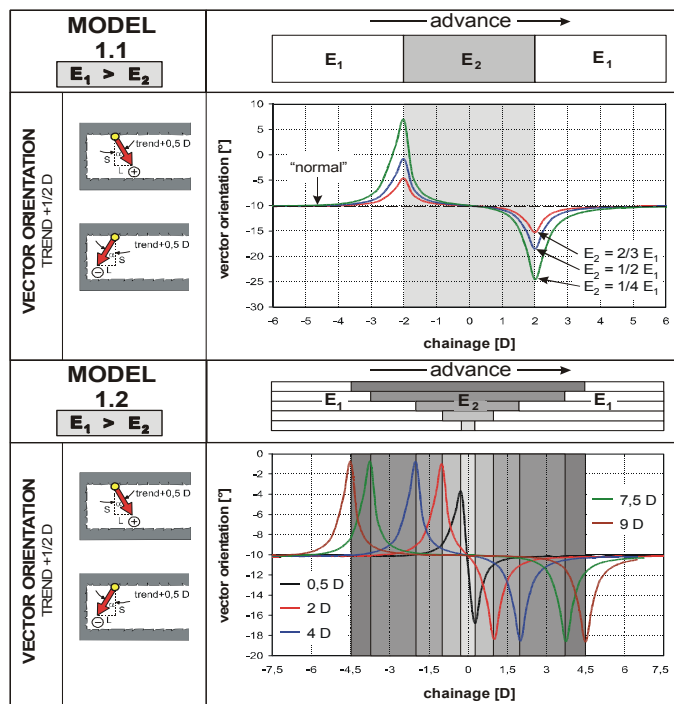 MODEL
1.1
E₁ > E₂
advance
E₁ E₂ E₁
VECTOR ORIENTATION
TREND +1/2 D
trend+0,5 D
S
L
+
trend+0,5 D
S
L
−
verctor orientation [°]
10
5
0
-5
-10
-15
-20
-25
-30
"normal"
E₂ = 2/3 E₁
E₂ = 1/2 E₁
E₂ = 1/4 E₁
-6 -5 -4 -3 -2 -1 0 1 2 3 4 5 6
chainage [D]
MODEL
1.2
E₁ > E₂
advance
E₁ E₂ E₁
VECTOR ORIENTATION
TREND +1/2 D
trend+0,5 D
S
L
+
trend+0,5 D
S
L
−
vector orientation [°]
0
-2
-4
-6
-8
-10
-12
-14
-16
-18
-20
7,5 D
9 D
0,5 D
2 D
4 D
-7,5 -6 -4,5 -3 -1,5 0 1,5 3 4,5 6 7,5
chainage [D]